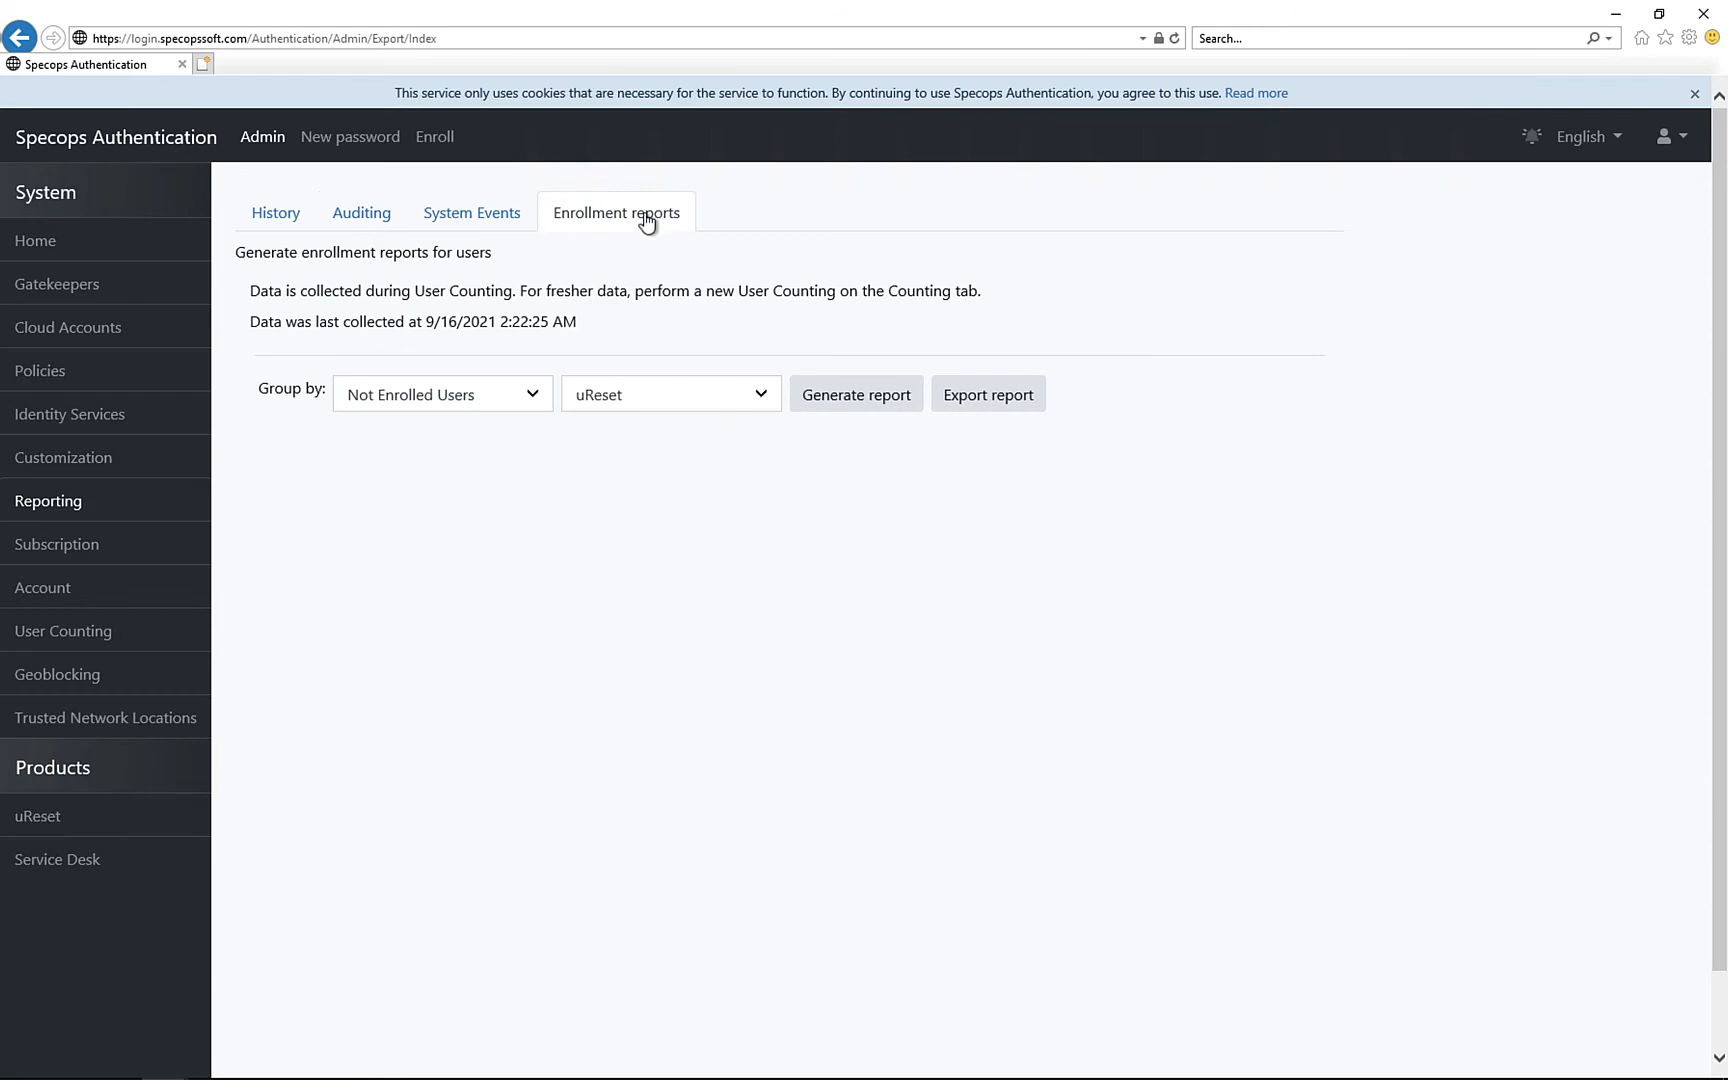 https://login.specopssoft.com/Authentication/Admin/Export/Index
Search...
Specops Authentication
This service only uses cookies that are necessary for the service to function. By continuing to use Specops Authentication, you agree to this use. Read more
Specops Authentication
Admin
New password
Enroll
English
System
Home
Gatekeepers
Cloud Accounts
Policies
Identity Services
Customization
Reporting
Subscription
Account
User Counting
Geoblocking
Trusted Network Locations
Products
uReset
Service Desk
History
Auditing
System Events
Enrollment reports
Generate enrollment reports for users
Data is collected during User Counting. For fresher data, perform a new User Counting on the Counting tab.
Data was last collected at 9/16/2021 2:22:25 AM
Group by:
Not Enrolled Users
uReset
Generate report
Export report